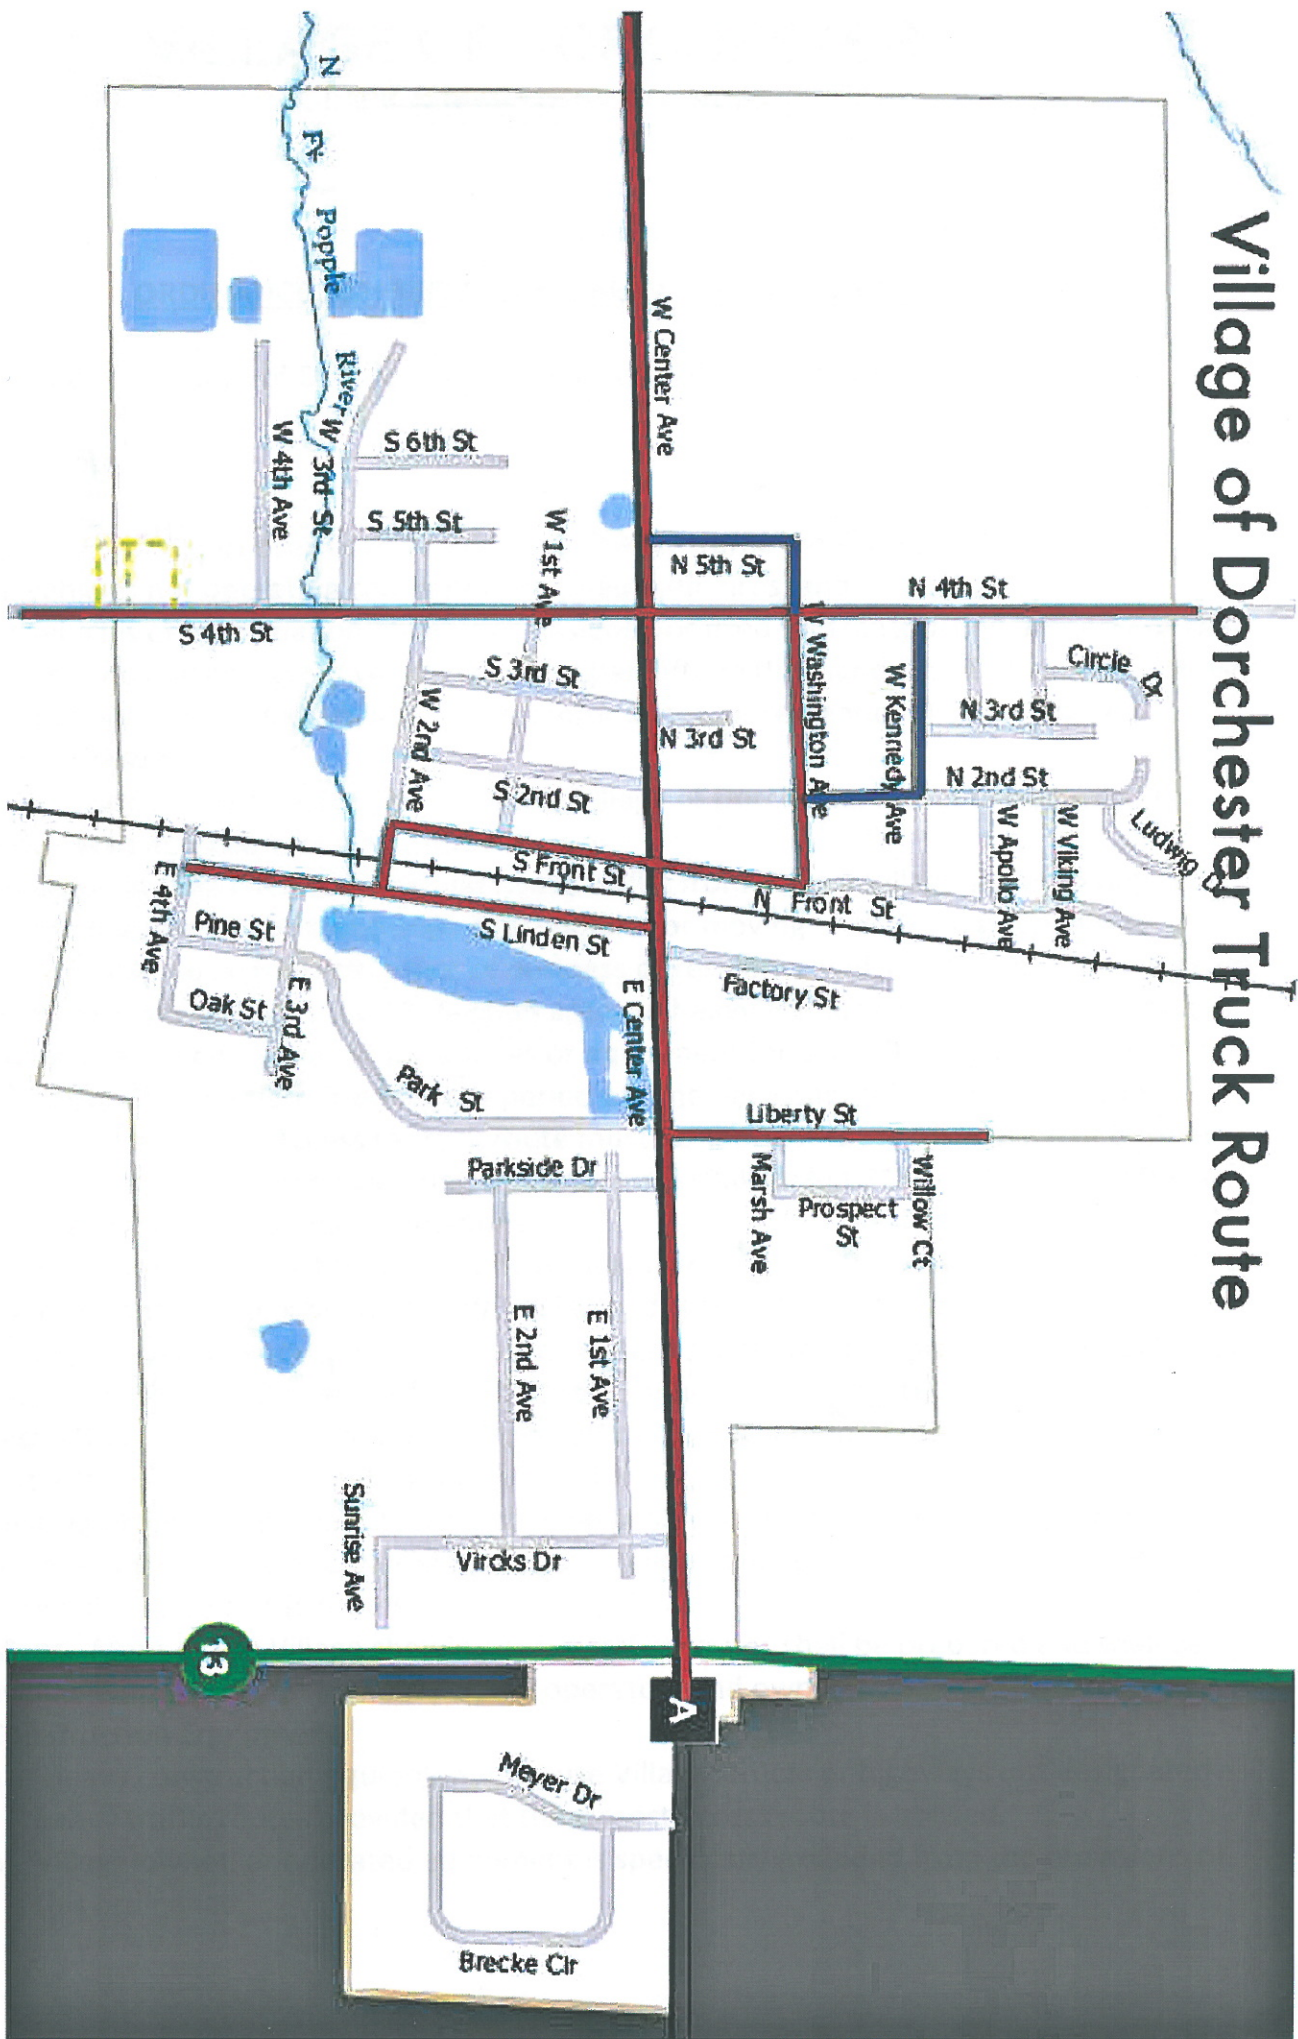 Village of Dorchester Truck Route
N Fk Popple River
W Center Ave
W 4th Ave
W 3rd St
S 6th St
S 5th St
W 1st Ave
N 5th St
N 4th St
S 4th St
S 3rd St
W 2nd Ave
N 3rd St
W Washington Ave
W Kennedy Ave
Circle Dr
N 3rd St
N 2nd St
S 2nd St
W Apollo Ave
W Viking Ave
Ludwig Ct
S Front St
N Front St
E 4th Ave
Pine St
S Linden St
Factory St
Oak St
E 3rd Ave
E Center Ave
Park St
Liberty St
Parkside Dr
Marsh Ave
Prospect
St
Willow Ct
E 2nd Ave
E 1st Ave
Sunrise Ave
Vircks Dr
13
A
Meyer Dr
Brecke Cir